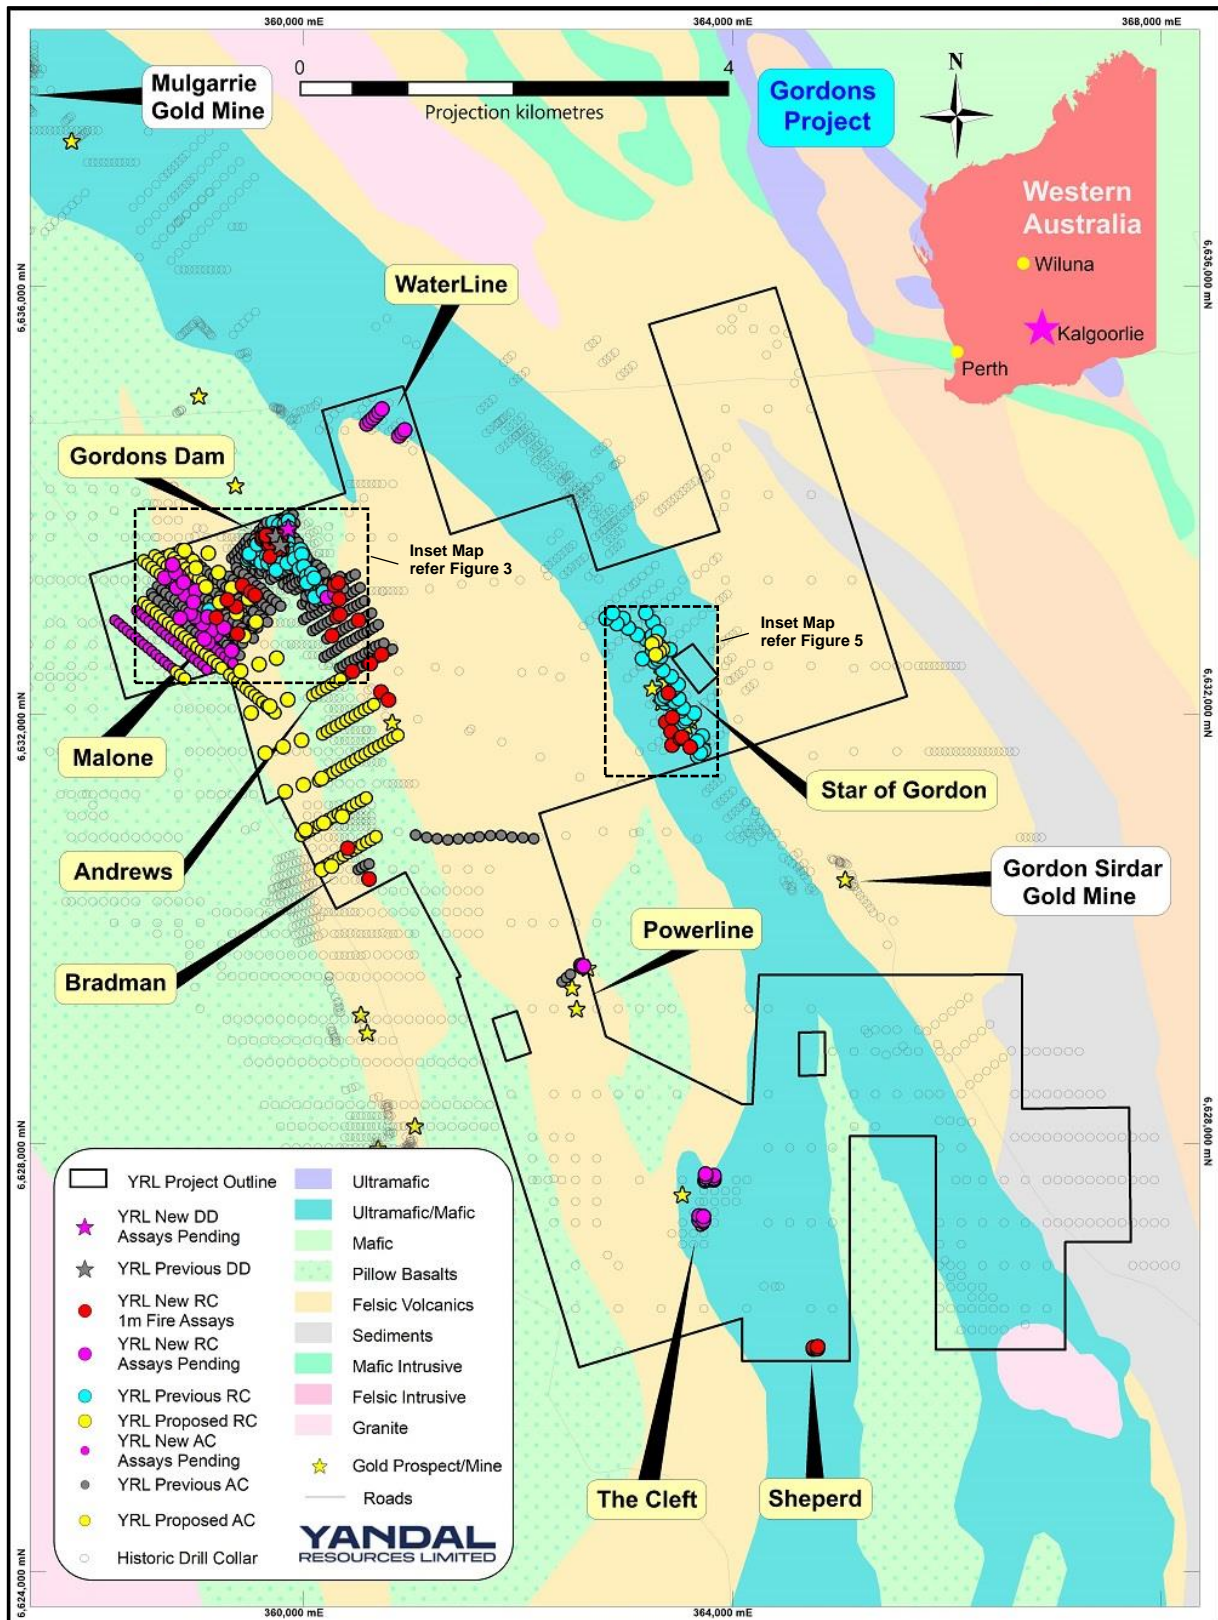 360,000 mE
364,000 mE
368,000 mE
Mulgarrie
Gold Mine
0
4
Projection kilometres
Gordons
Project
N
Western
Australia
Wiluna
Kalgoorlie
Perth
6,636,000 mN
6,636,000 mN
WaterLine
Gordons Dam
Inset Map
refer Figure 3
Inset Map
refer Figure 5
6,632,000 mN
6,632,000 mN
Malone
Star of Gordon
Andrews
Gordon Sirdar
Gold Mine
Powerline
Bradman
6,628,000 mN
6,628,000 mN
YRL Project Outline
YRL New DD
Assays Pending
YRL Previous DD
YRL New RC
1m Fire Assays
YRL New RC
Assays Pending
YRL Previous RC
YRL Proposed RC
YRL New AC
Assays Pending
YRL Previous AC
YRL Proposed AC
Historic Drill Collar
Ultramafic
Ultramafic/Mafic
Mafic
Pillow Basalts
Felsic Volcanics
Sediments
Mafic Intrusive
Felsic Intrusive
Granite
Gold Prospect/Mine
Roads
YANDAL
RESOURCES LIMITED
The Cleft
Sheperd
6,624,000 mN
360,000 mE
364,000 mE